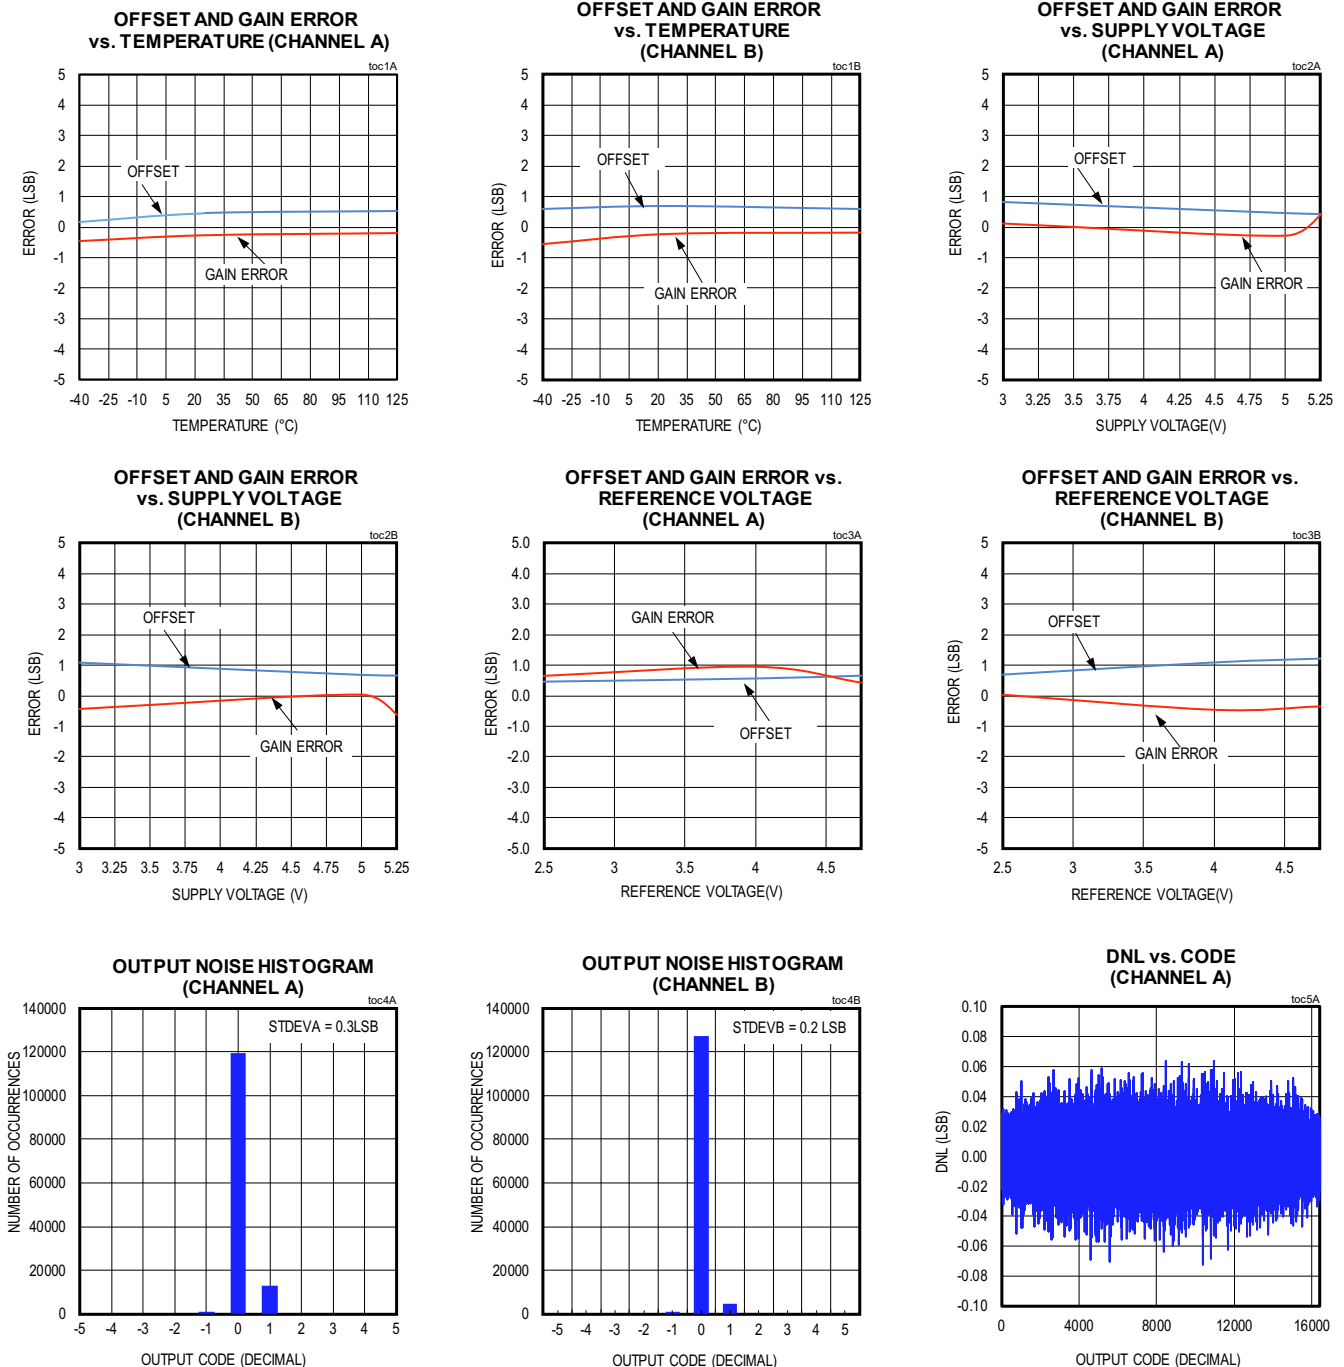 OFFSET AND GAIN ERROR
vs. TEMPERATURE (CHANNEL A)
toc1A
5
4
3
2
1
0
-1
-2
-3
-4
-5
ERROR (LSB)
OFFSET
GAIN ERROR
-40 -25 -10 5 20 35 50 65 80 95 110 125
TEMPERATURE (°C)
OFFSET AND GAIN ERROR
vs. TEMPERATURE
(CHANNEL B)
toc1B
5
4
3
2
1
0
-1
-2
-3
-4
-5
ERROR (LSB)
OFFSET
GAIN ERROR
-40 -25 -10 5 20 35 50 65 80 95 110 125
TEMPERATURE (°C)
OFFSET AND GAIN ERROR
vs. SUPPLY VOLTAGE
(CHANNEL A)
toc2A
5
4
3
2
1
0
-1
-2
-3
-4
-5
ERROR (LSB)
OFFSET
GAIN ERROR
3 3.25 3.5 3.75 4 4.25 4.5 4.75 5 5.25
SUPPLY VOLTAGE(V)
OFFSET AND GAIN ERROR
vs. SUPPLY VOLTAGE
(CHANNEL B)
toc2B
5
4
3
2
1
0
-1
-2
-3
-4
-5
ERROR (LSB)
OFFSET
GAIN ERROR
3 3.25 3.5 3.75 4 4.25 4.5 4.75 5 5.25
SUPPLY VOLTAGE (V)
OFFSET AND GAIN ERROR vs.
REFERENCE VOLTAGE
(CHANNEL A)
toc3A
5.0
4.0
3.0
2.0
1.0
0.0
-1.0
-2.0
-3.0
-4.0
-5.0
ERROR (LSB)
GAIN ERROR
OFFSET
2.5 3 3.5 4 4.5
REFERENCE VOLTAGE(V)
OFFSET AND GAIN ERROR vs.
REFERENCE VOLTAGE
(CHANNEL B)
toc3B
5
4
3
2
1
0
-1
-2
-3
-4
-5
ERROR (LSB)
OFFSET
GAIN ERROR
2.5 3 3.5 4 4.5
REFERENCE VOLTAGE(V)
OUTPUT NOISE HISTOGRAM
(CHANNEL A)
toc4A
140000
120000
100000
80000
60000
40000
20000
0
NUMBER OF OCCURRENCES
STDEVA = 0.3LSB
-5 -4 -3 -2 -1 0 1 2 3 4 5
OUTPUT CODE (DECIMAL)
OUTPUT NOISE HISTOGRAM
(CHANNEL B)
toc4B
140000
120000
100000
80000
60000
40000
20000
0
NUMBER OF OCCURRENCES
STDEVB = 0.2 LSB
-5 -4 -3 -2 -1 0 1 2 3 4 5
OUTPUT CODE (DECIMAL)
DNL vs. CODE
(CHANNEL A)
toc5A
0.10
0.08
0.06
0.04
0.02
0.00
-0.02
-0.04
-0.06
-0.08
-0.10
DNL (LSB)
0 4000 8000 12000 16000
OUTPUT CODE (DECIMAL)